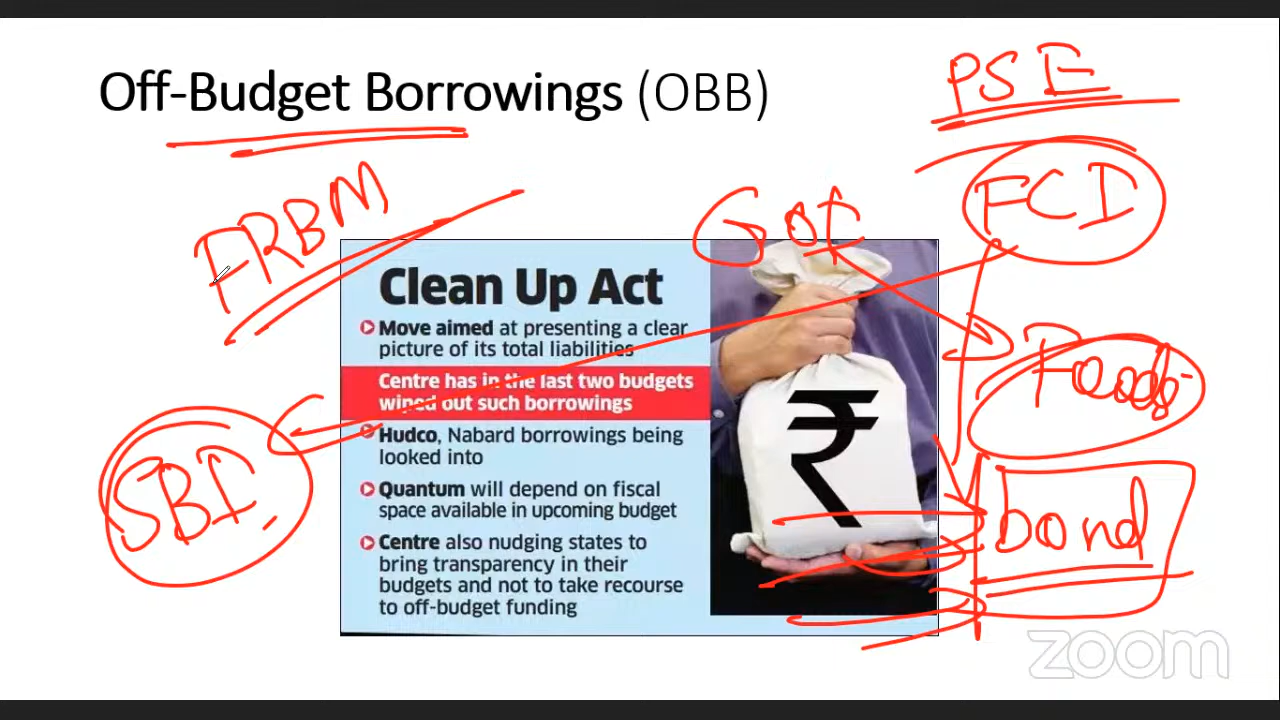 Off-Budget Borrowings (OBB)
PSE
FCI
FRBM
Got
Clean Up Act
Move aimed at presenting a clear
picture of its total liabilities
Centre has in the last two budgets
wiped out such borrowings
Hudco, Nabard borrowings being
looked into
Quantum will depend on fiscal
space available in upcoming budget
Centre also nudging states to
bring transparency in their
budgets and not to take recourse
to off-budget funding
₹
Foods
SBI
bond
zoom